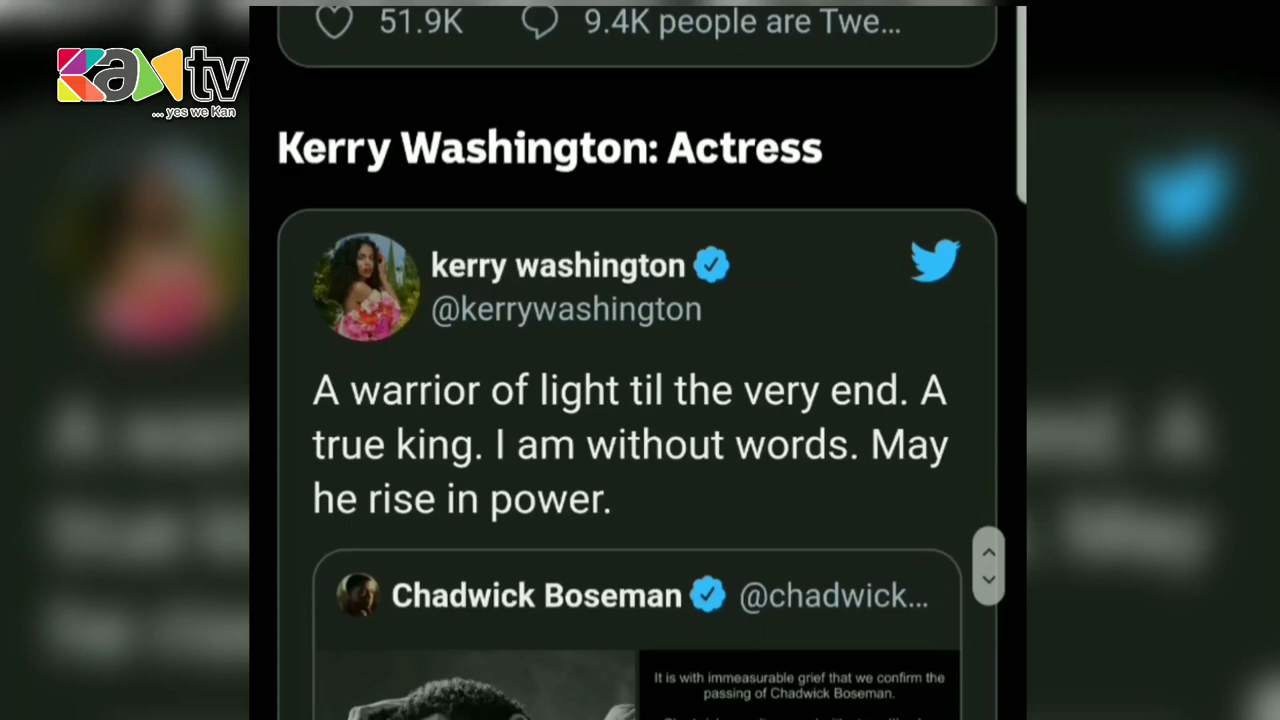 51.9K 9.4K people are Twe...
Kan tv
... yes we Kan
Kerry Washington: Actress
kerry washington
@kerrywashington
A warrior of light til the very end. A
true king. I am without words. May
he rise in power.
Chadwick Boseman @chadwick...
It is with immeasurable grief that we confirm the
passing of Chadwick Boseman.